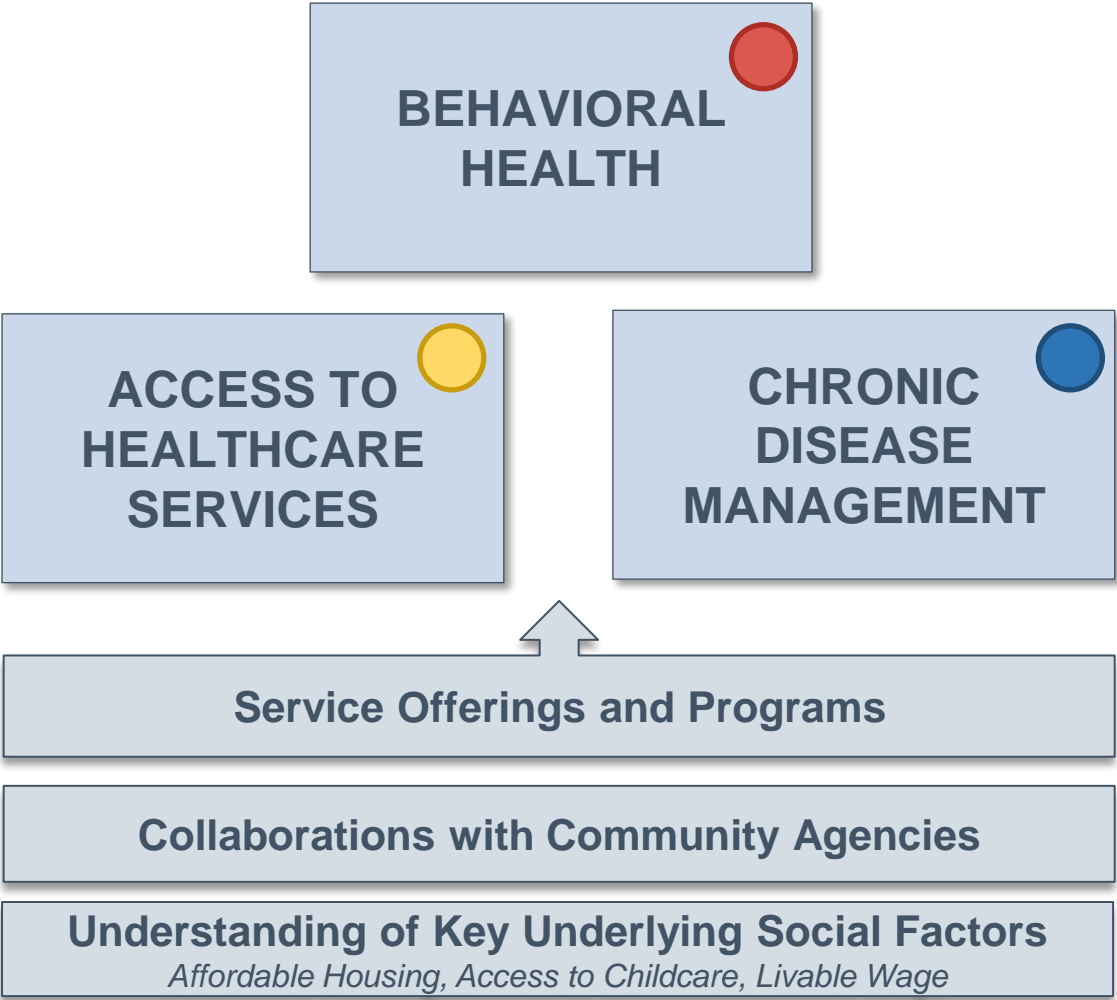 BEHAVIORAL
HEALTH
ACCESS TO
HEALTHCARE
SERVICES
CHRONIC
DISEASE
MANAGEMENT
Service Offerings and Programs
Collaborations with Community Agencies
Understanding of Key Underlying Social Factors
Affordable Housing, Access to Childcare, Livable Wage